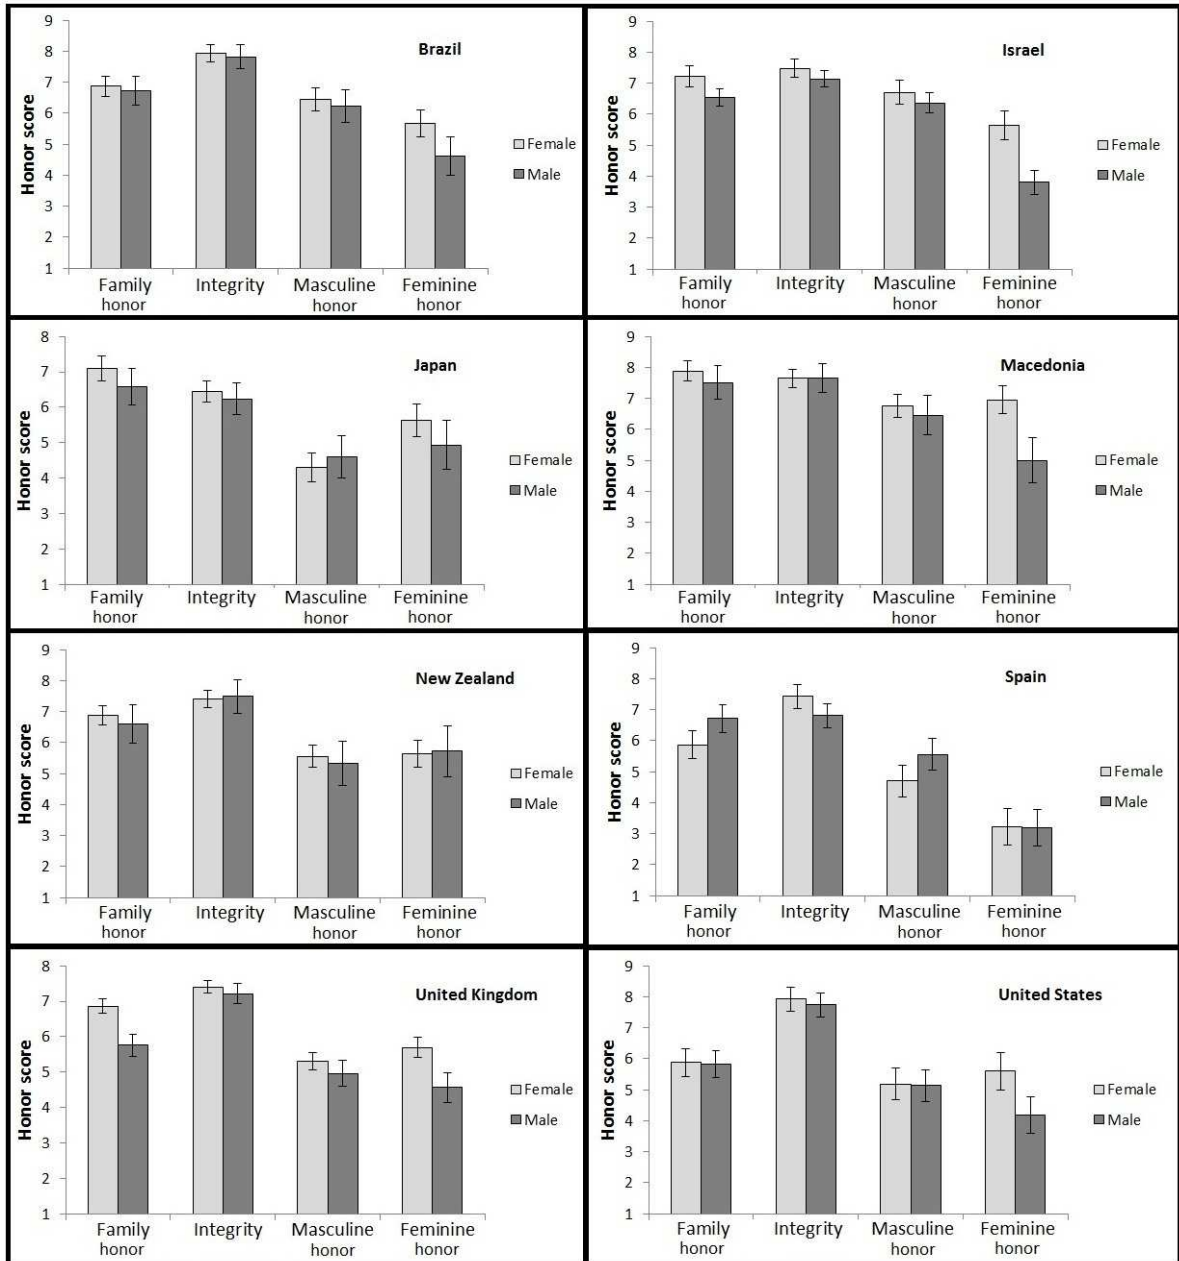 Brazil
Honor score
9
8
7
6
5
4
3
2
1
Family honor
Integrity
Masculine honor
Feminine honor
Female
Male
Israel
Honor score
9
8
7
6
5
4
3
2
1
Family honor
Integrity
Masculine honor
Feminine honor
Female
Male
Japan
Honor score
8
7
6
5
4
3
2
1
Family honor
Integrity
Masculine honor
Feminine honor
Female
Male
Macedonia
Honor score
9
8
7
6
5
4
3
2
1
Family honor
Integrity
Masculine honor
Feminine honor
Female
Male
New Zealand
Honor score
9
8
7
6
5
4
3
2
1
Family honor
Integrity
Masculine honor
Feminine honor
Female
Male
Spain
Honor score
9
8
7
6
5
4
3
2
1
Family honor
Integrity
Masculine honor
Feminine honor
Female
Male
United Kingdom
Honor score
8
7
6
5
4
3
2
1
Family honor
Integrity
Masculine honor
Feminine honor
Female
Male
United States
Honor score
9
8
7
6
5
4
3
2
1
Family honor
Integrity
Masculine honor
Feminine honor
Female
Male